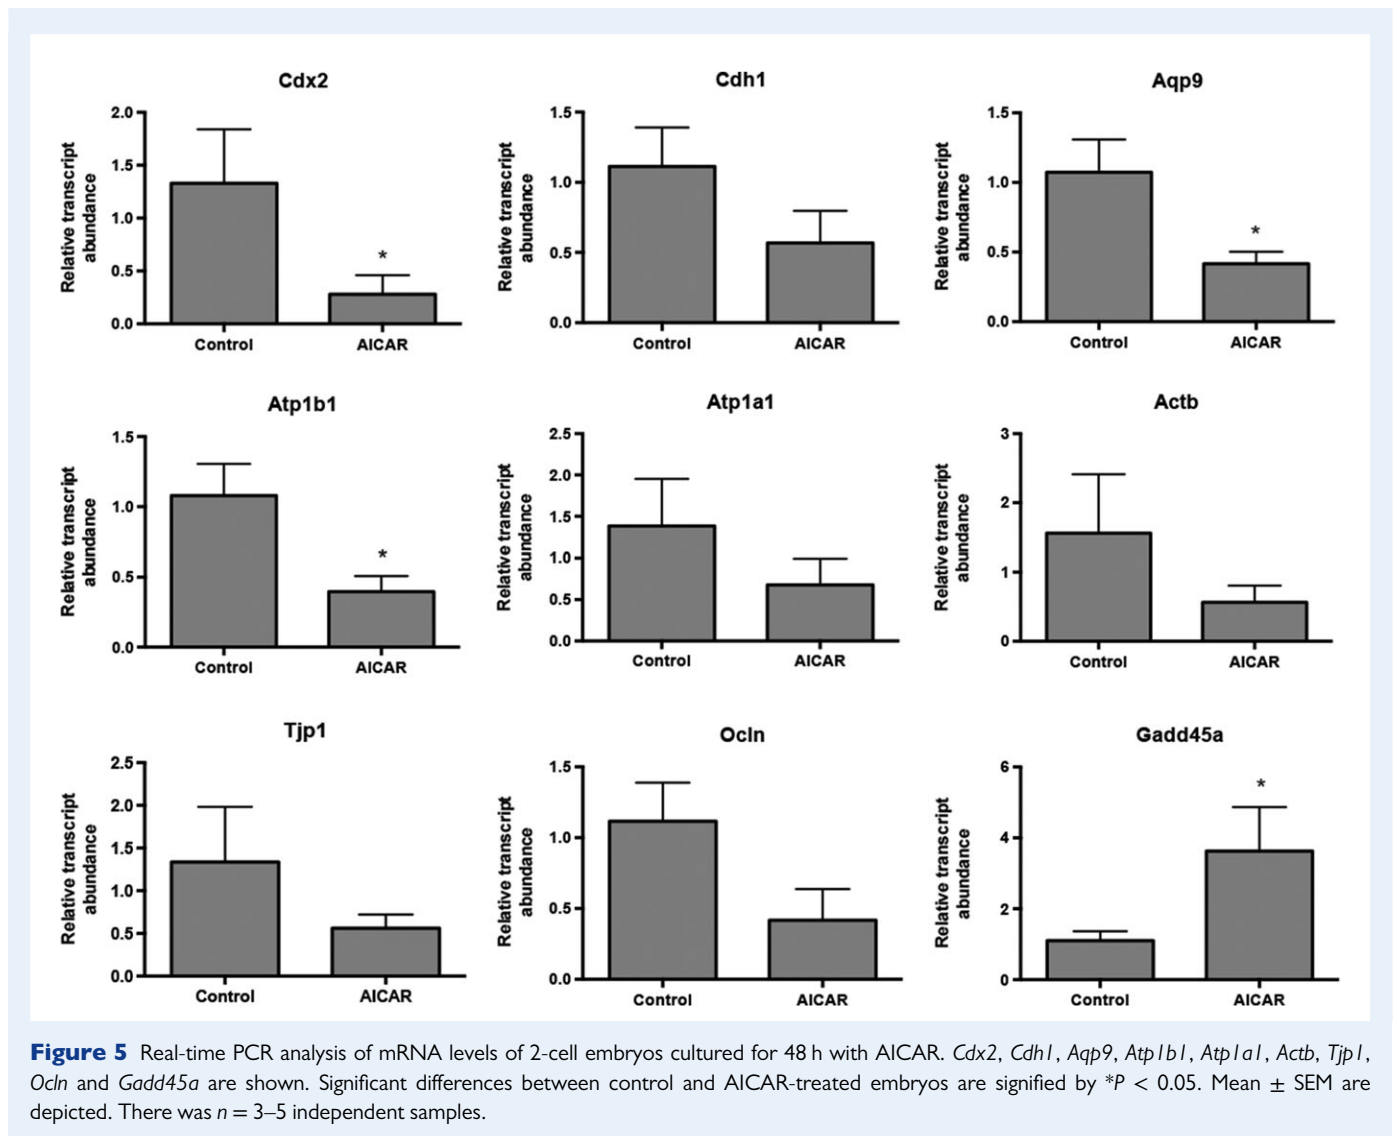 Cdx2
Relative transcript
abundance
2.0
1.5
1.0
0.5
0.0
*
Control
AICAR
Cdh1
Relative transcript
abundance
1.5
1.0
0.5
0.0
Control
AICAR
Aqp9
Relative transcript
abundance
1.5
1.0
0.5
0.0
*
Control
AICAR
Atp1b1
Relative transcript
abundance
1.5
1.0
0.5
0.0
*
Control
AICAR
Atp1a1
Relative transcript
abundance
2.5
2.0
1.5
1.0
0.5
0.0
Control
AICAR
Actb
Relative transcript
abundance
3
2
1
0
Control
AICAR
Tjp1
Relative transcript
abundance
2.5
2.0
1.5
1.0
0.5
0.0
Control
AICAR
Ocln
Relative transcript
abundance
1.5
1.0
0.5
0.0
Control
AICAR
Gadd45a
Relative transcript
abundance
6
4
2
0
*
Control
AICAR
Figure 5 Real-time PCR analysis of mRNA levels of 2-cell embryos cultured for 48 h with AICAR. Cdx2, Cdh1, Aqp9, Atp1b1, Atp1a1, Actb, Tjp1,
Ocln and Gadd45a are shown. Significant differences between control and AICAR-treated embryos are signified by *P < 0.05. Mean ± SEM are
depicted. There was n = 3–5 independent samples.